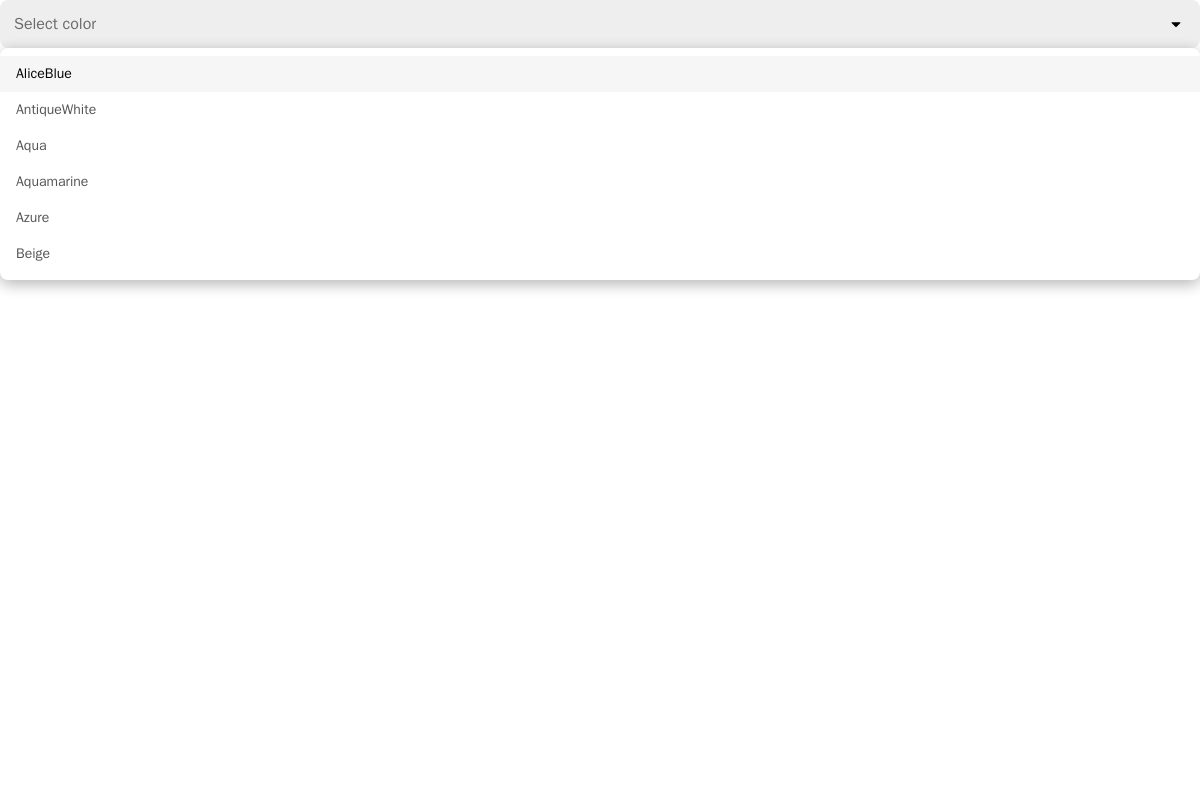 Select color
AliceBlue
AntiqueWhite
Aqua
Aquamarine
Azure
Beige